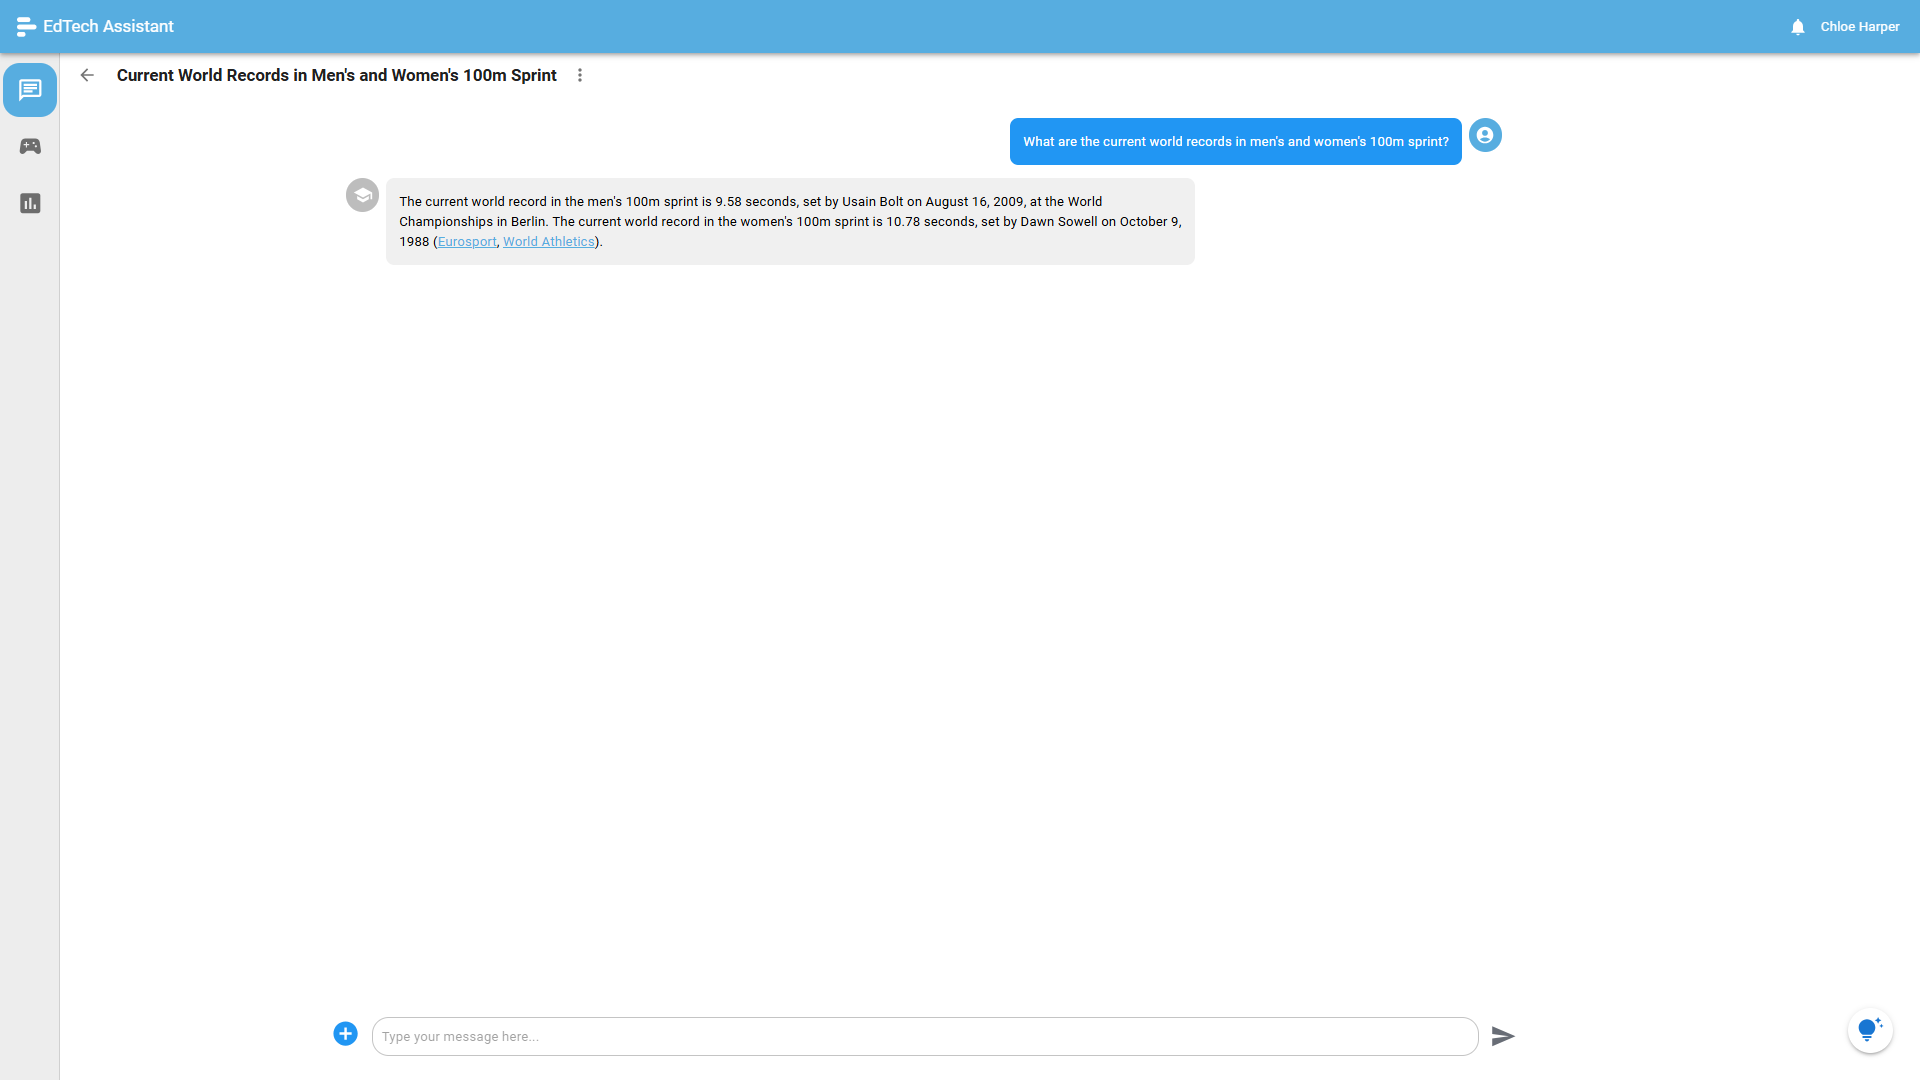 EdTech Assistant
Chloe Harper
Current World Records in Men's and Women's 100m Sprint
What are the current world records in men's and women's 100m sprint?
The current world record in the men's 100m sprint is 9.58 seconds, set by Usain Bolt on August 16, 2009, at the World
Championships in Berlin. The current world record in the women's 100m sprint is 10.78 seconds, set by Dawn Sowell on October 9,
1988 (Eurosport, World Athletics).
Type your message here...